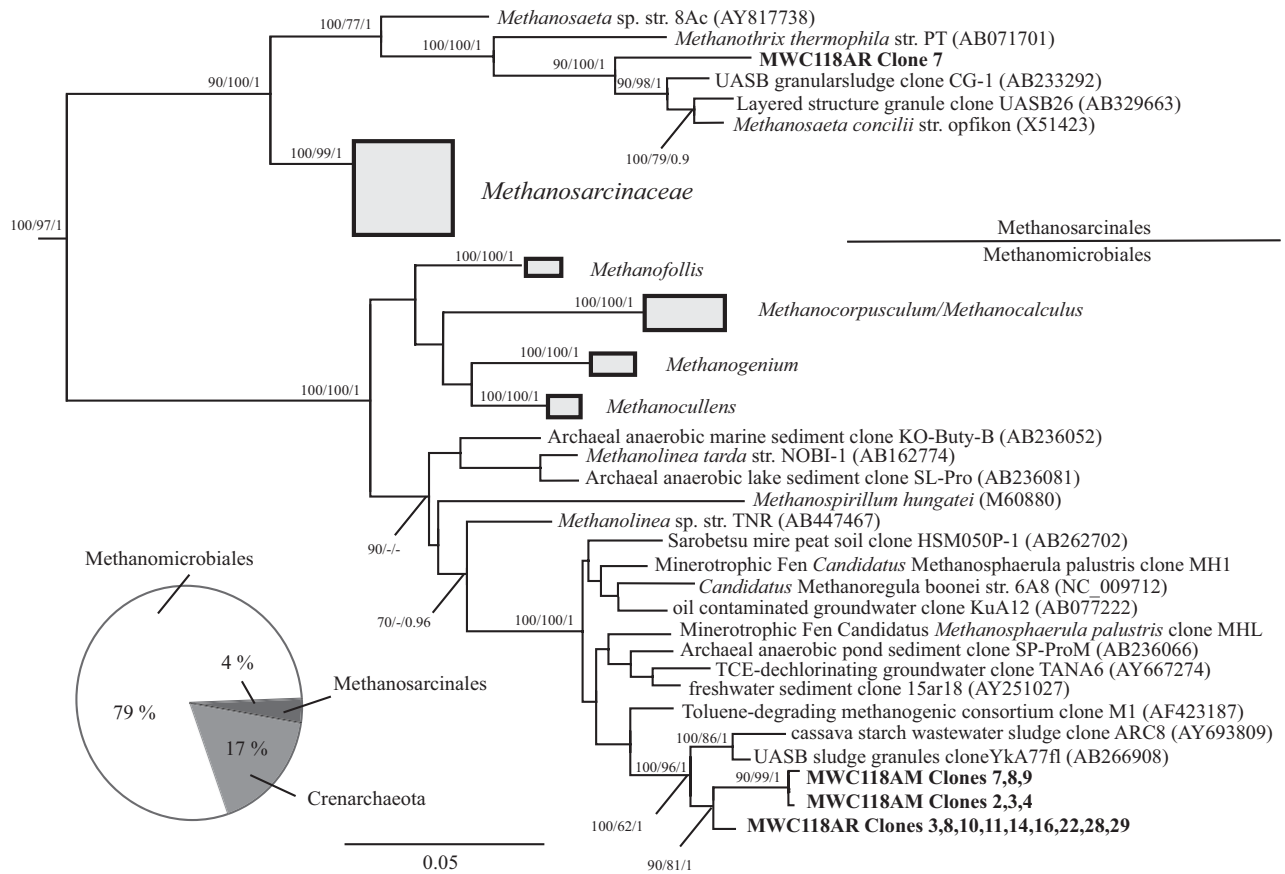 100/77/1
Methanosaeta sp. str. 8Ac (AY817738)
100/100/1
Methanothrix thermophila str. PT (AB071701)
90/100/1
MWC118AR Clone 7
90/100/1
90/98/1
UASB granularsludge clone CG-1 (AB233292)
Layered structure granule clone UASB26 (AB329663)
Methanosaeta concilii str. opfikon (X51423)
100/79/0.9
100/99/1
Methanosarcinaceae
100/97/1
Methanosarcinales
Methanomicrobiales
100/100/1
Methanofollis
100/100/1
Methanocorpusculum/Methanocalculus
100/100/1
Methanogenium
100/100/1
100/100/1
Methanocullens
Archaeal anaerobic marine sediment clone KO-Buty-B (AB236052)
Methanolinea tarda str. NOBI-1 (AB162774)
Archaeal anaerobic lake sediment clone SL-Pro (AB236081)
Methanospirillum hungatei (M60880)
Methanolinea sp. str. TNR (AB447467)
90/-/-
Sarobetsu mire peat soil clone HSM050P-1 (AB262702)
Minerotrophic Fen Candidatus Methanosphaerula palustris clone MH1
Candidatus Methanoregula boonei str. 6A8 (NC_009712)
oil contaminated groundwater clone KuA12 (AB077222)
70/-/0.96
100/100/1
Minerotrophic Fen Candidatus Methanosphaerula palustris clone MHL
Archaeal anaerobic pond sediment clone SP-ProM (AB236066)
TCE-dechlorinating groundwater clone TANA6 (AY667274)
freshwater sediment clone 15ar18 (AY251027)
Toluene-degrading methanogenic consortium clone M1 (AF423187)
cassava starch wastewater sludge clone ARC8 (AY693809)
100/86/1
UASB sludge granules cloneYkA77fl (AB266908)
100/96/1
90/99/1
MWC118AM Clones 7,8,9
MWC118AM Clones 2,3,4
MWC118AR Clones 3,8,10,11,14,16,22,28,29
100/62/1
90/81/1
Methanomicrobiales
4 %
Methanosarcinales
79 %
17 %
Crenarchaeota
0.05